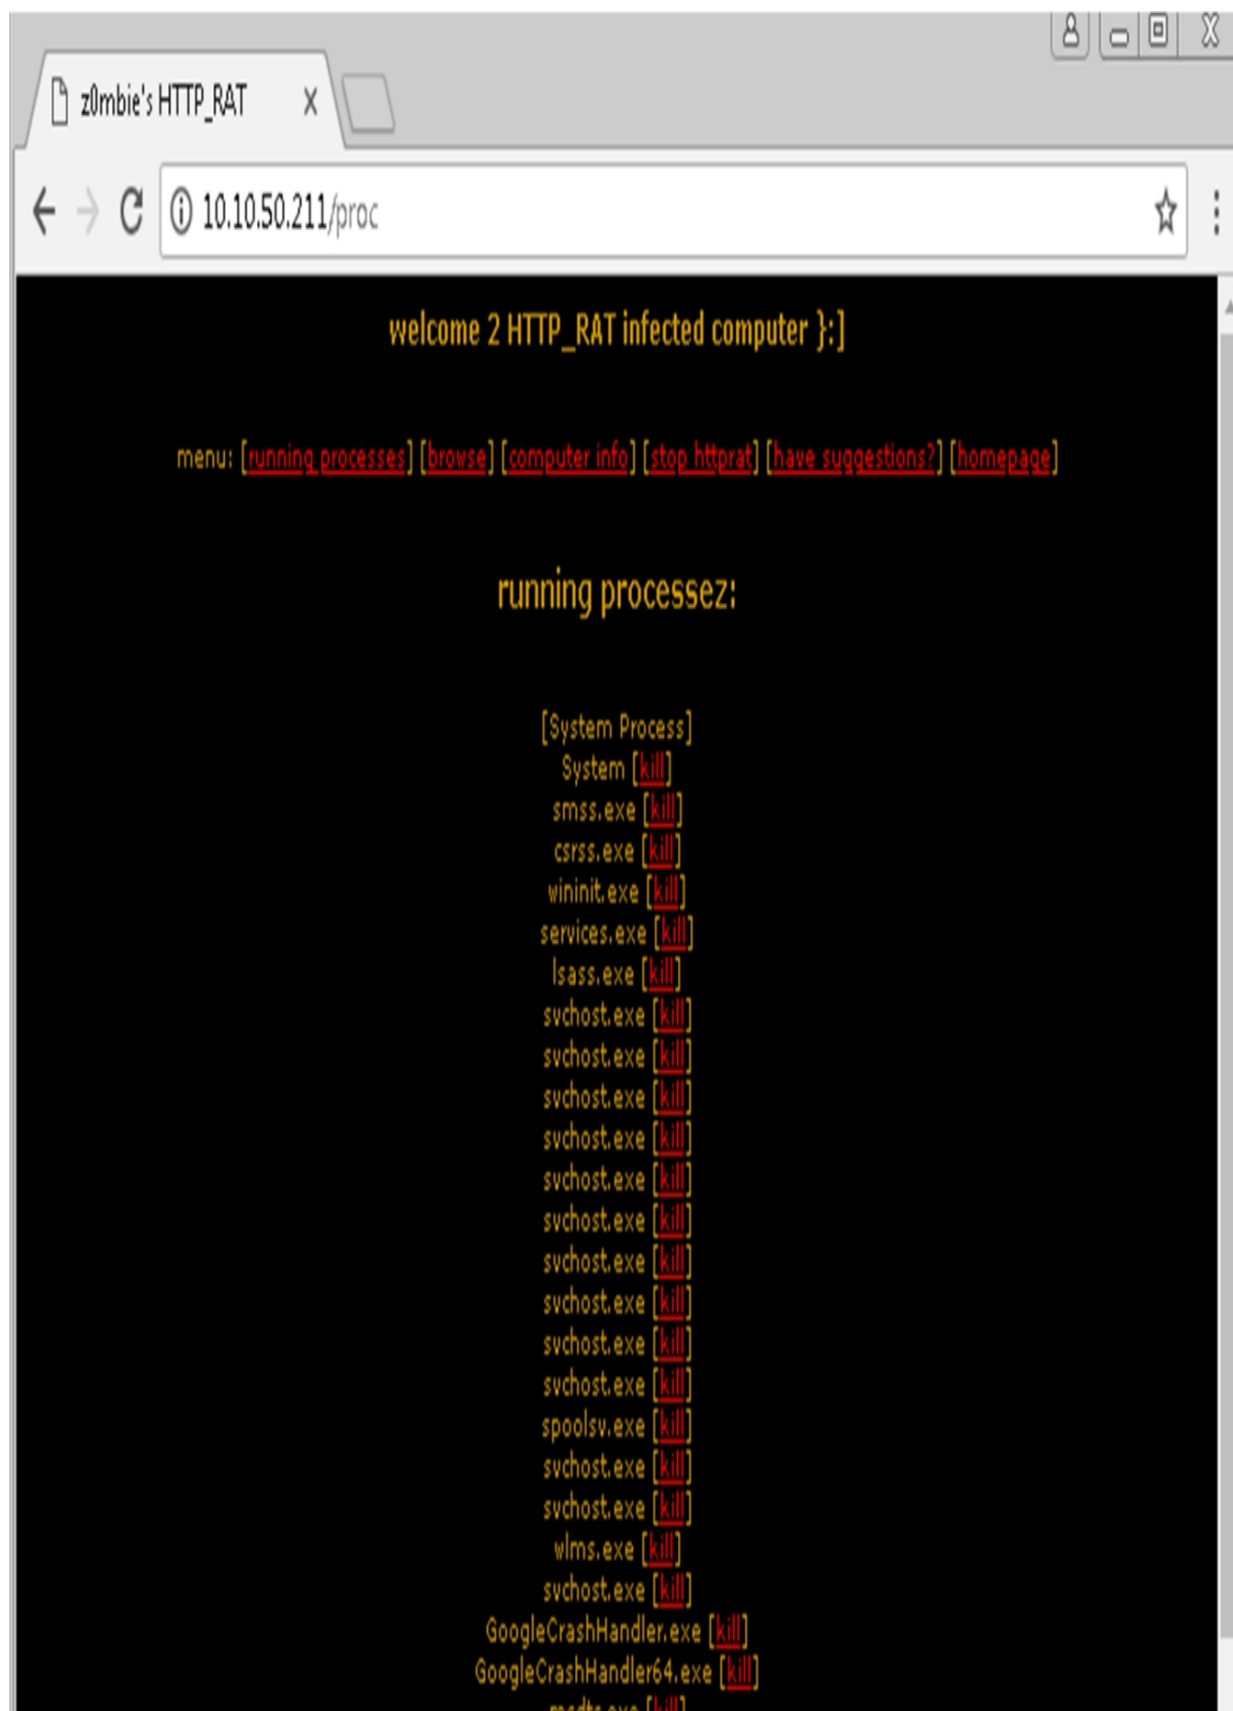 z0mbie's HTTP_RAT
10.10.50.211/proc
welcome 2 HTTP_RAT infected computer }:]
menu: [running processes] [browse] [computer info] [stop httprat] [have suggestions?] [homepage]
running processez:
[System Process]
System [kill]
smss.exe [kill]
csrss.exe [kill]
wininit.exe [kill]
services.exe [kill]
lsass.exe [kill]
svchost.exe [kill]
svchost.exe [kill]
svchost.exe [kill]
svchost.exe [kill]
svchost.exe [kill]
svchost.exe [kill]
svchost.exe [kill]
svchost.exe [kill]
svchost.exe [kill]
svchost.exe [kill]
spoolsv.exe [kill]
svchost.exe [kill]
svchost.exe [kill]
wlms.exe [kill]
svchost.exe [kill]
GoogleCrashHandler.exe [kill]
GoogleCrashHandler64.exe [kill]
msdtc.exe [kill]